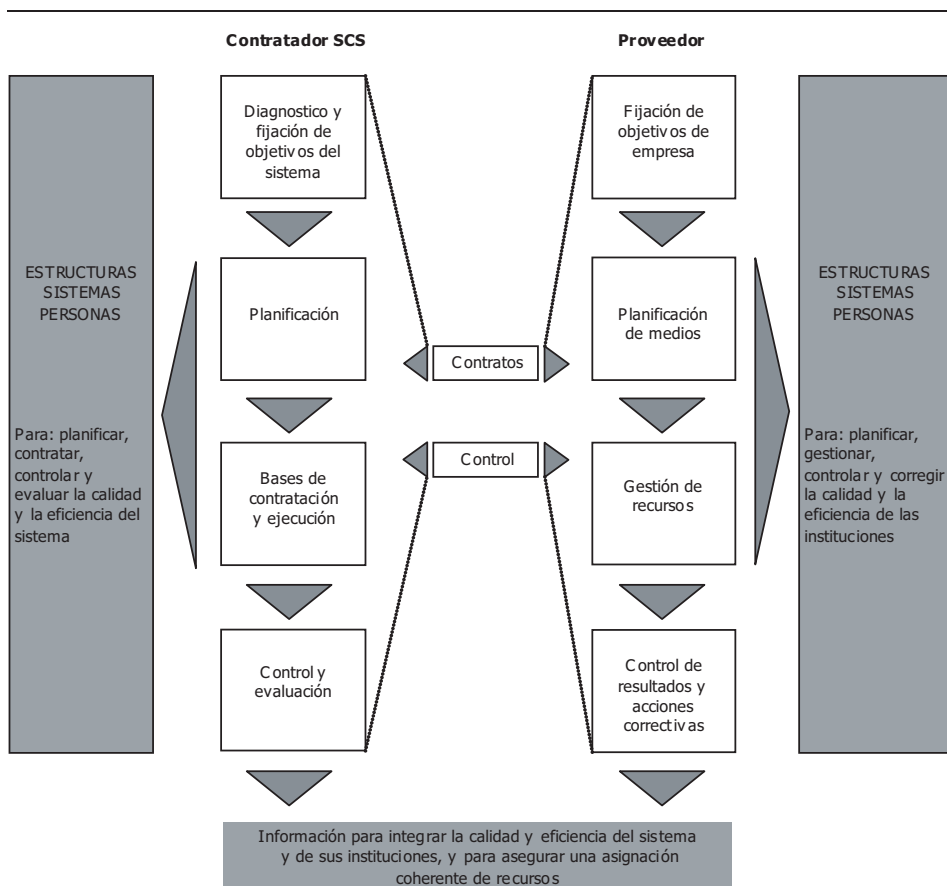 Contratador SCS
Proveedor
ESTRUCTURAS
SISTEMAS
PERSONAS
Para: planificar,
contratar,
controlar y
evaluar la calidad
y la eficiencia del
sistema
Diagnostico y
fijación de
objetivos del
sistema
Planificación
Bases de
contratación
y ejecución
Control y
evaluación
Contratos
Control
Fijación de
objetivos de
empresa
Planificación
de medios
Gestión de
recursos
Control de
resultados y
acciones
correctivas
ESTRUCTURAS
SISTEMAS
PERSONAS
Para: planificar,
gestionar,
controlar y corregir
la calidad y la
eficiencia de las
instituciones
Información para integrar la calidad y eficiencia del sistema
y de sus instituciones, y para asegurar una asignación
coherente de recursos